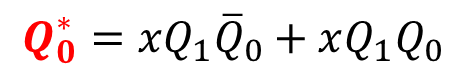 Q₀* = xQ₁Q̅₀ + xQ₁Q₀